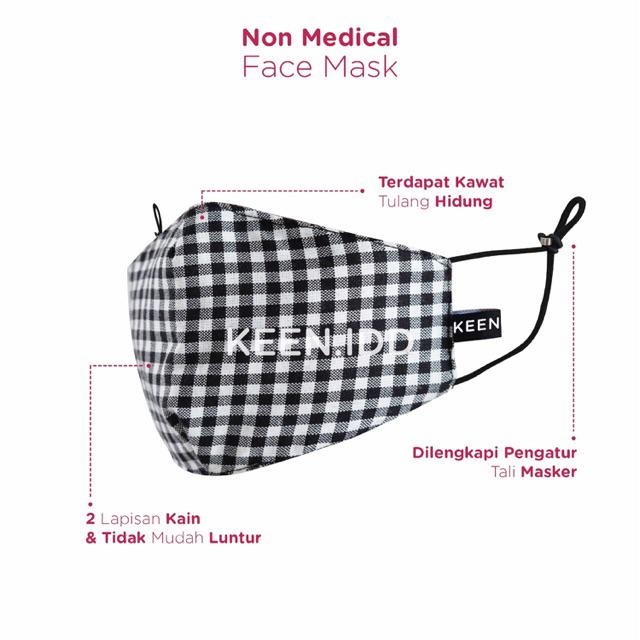 Non Medical
Face Mask
Terdapat Kawat
Tulang Hidung
KEEN
KEEN.IDD
Dilengkapi Pengatur
Tali Masker
2 Lapisan Kain
& Tidak Mudah Luntur